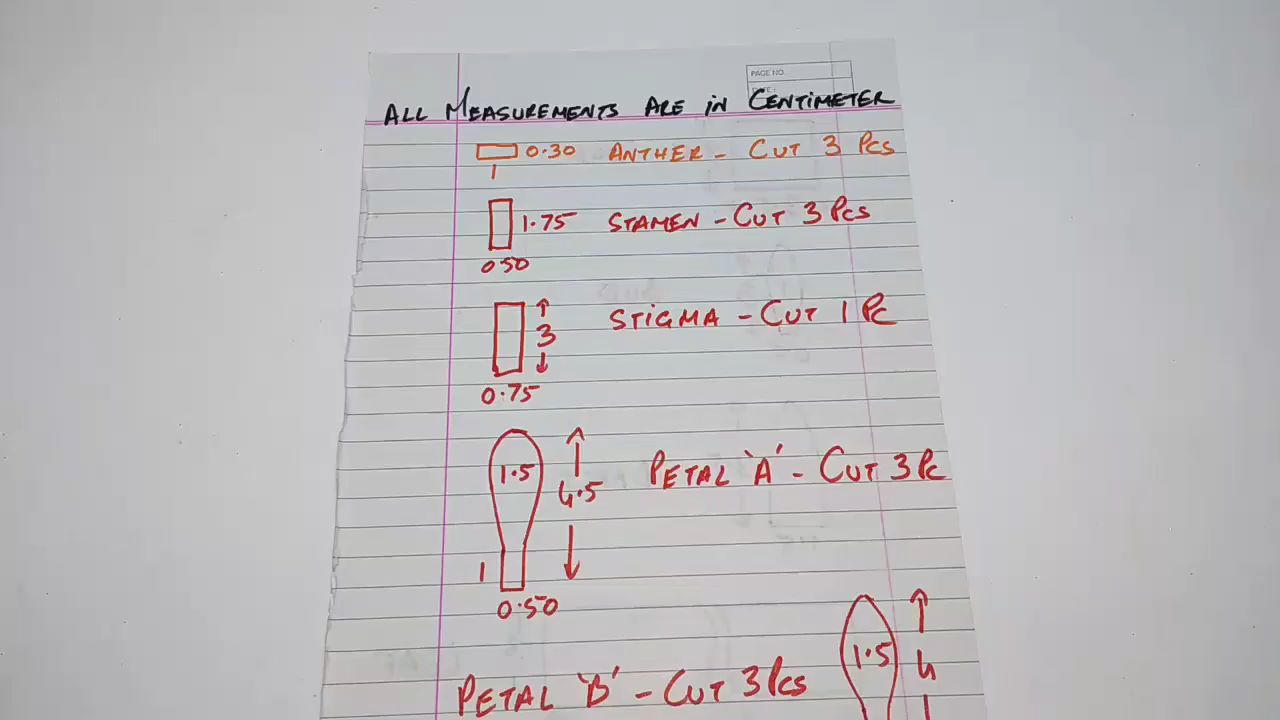 PAGE NO.
ALL MEASUREMENTS ARE IN CENTIMETER
0.30 ANTHER - CUT 3 PCS
1
1.75 STAMEN - CUT 3 PCS
0.50
3 STIGMA - CUT 1 PC
0.75
1.5 4.5 PETAL 'A' - CUT 3 PC
1
0.50
1.5 4
PETAL 'B' - CUT 3 PCS